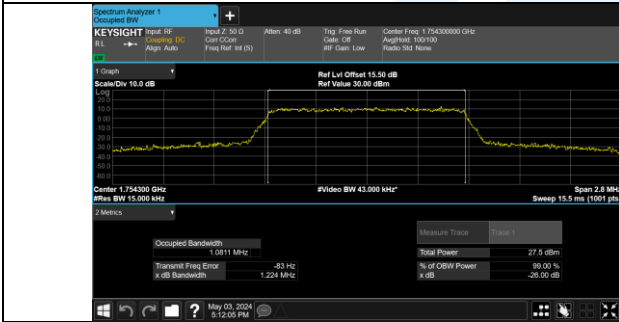 Spectrum Analyzer 1
Occupied BW
+
KEYSIGHT Input: RF Input Z: 50 Ω Atten: 40 dB Trig: Free Run Center Freq: 1.754300000 GHz
RL Coupling: DC Corr CCorr Gate: Off Avg|Hold: 100/100
Align: Auto Freq Ref: Int (S) #IF Gain: Low Radio Std: None
1 Graph
Ref Lvl Offset 15.50 dB
Scale/Div 10.0 dB Ref Value 30.00 dBm
Log
20.0
10.0
0.00
-10.0
-20.0
-30.0
-40.0
-50.0
-60.0
Center 1.754300 GHz #Video BW 43.000 kHz* Span 2.8 MHz
#Res BW 15.000 kHz Sweep 15.5 ms (1001 pts)
2 Metrics
Measure Trace Trace 1
Occupied Bandwidth
1.0811 MHz Total Power 27.5 dBm
Transmit Freq Error -83 Hz % of OBW Power 99.00 %
x dB Bandwidth 1.224 MHz x dB -26.00 dB
? May 03, 2024
5:12:05 PM